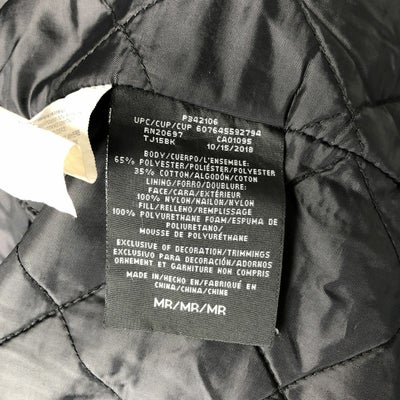 P342106
UPC/CUP/CUP 607645592794
RN20697 CA01095
TJ15BK 10/15/2018
BODY/CUERPO/L'ENSEMBLE:
65% POLYESTER/POLIÉSTER/POLYESTER
35% COTTON/ALGODÓN/COTON
LINING/FORRO/DOUBLURE:
FACE/CARA/EXTÉRIEUR
100% NYLON/NAILON/NYLON
FILL/RELLENO/REMPLISSAGE
100% POLYURETHANE FOAM/ESPUMA DE
POLIURETANO/
MOUSSE DE POLYURÉTHANE
EXCLUSIVE OF DECORATION/TRIMMINGS
EXCLUSIVO PARA DECORACIÓN/ADORNOS
ORNEMENT ET GARNITURE NON COMPRIS
MADE IN/HECHO EN/FABRIQUÉ EN
CHINA/CHINA/CHINE
MR/MR/MR